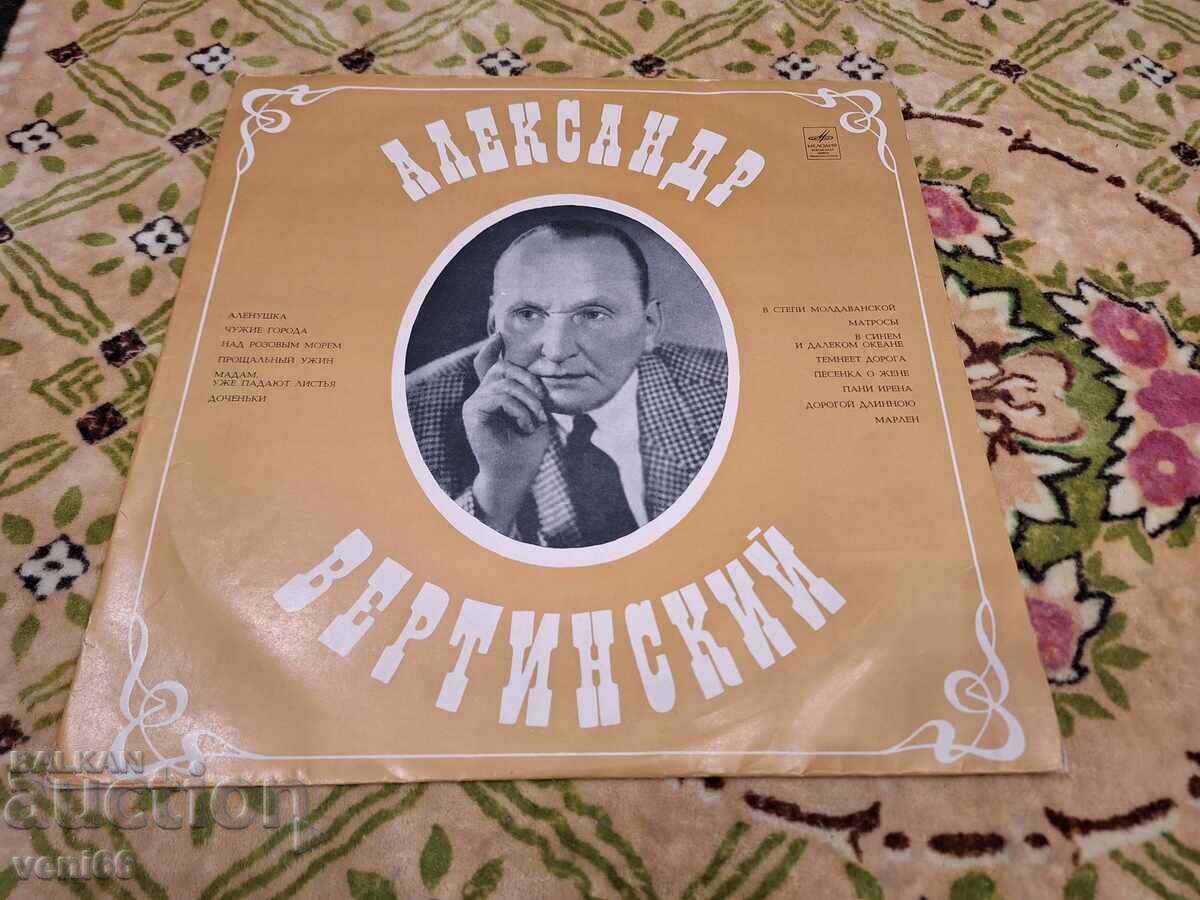 АЛЕКСАНДР
МЕЛОДИЯ
АЛЕНУШКА
ЧУЖИЕ ГОРОДА
НАД РОЗОВЫМ МОРЕМ
ПРОЩАЛЬНЫЙ УЖИН
МАДАМ,
УЖЕ ПАДАЮТ ЛИСТЬЯ
ДОЧЕНЬКИ
В СТЕПИ МОЛДАВАНСКОЙ
МАТРОСЫ
В СИНЕМ
И ДАЛЕКОМ ОКЕАНЕ
ТЕМНЕЕТ ДОРОГА
ПЕСЕНКА О ЖЕНЕ
ПАНИ ИРЕНА
ДОРОГОЙ ДЛИННОЮ
МАРЛЕН
ВЕРТИНСКИЙ
BALKAN
auction
veni66